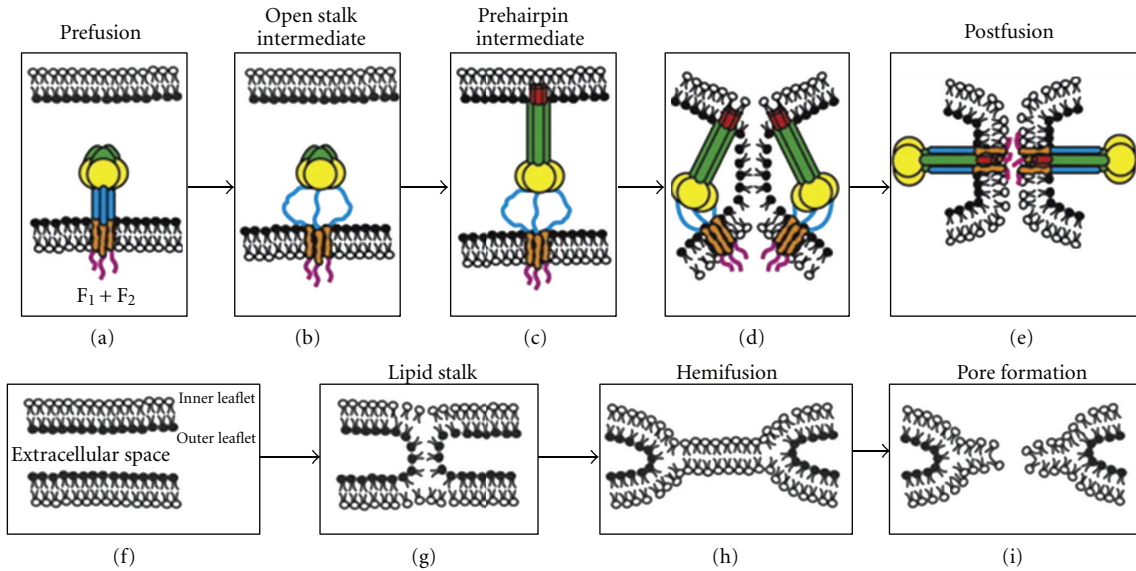 Prefusion
Open stalk
intermediate
Prehairpin
intermediate
Postfusion
F₁ + F₂
(a)
(b)
(c)
(d)
(e)
Lipid stalk
Hemifusion
Pore formation
Inner leaflet
Outer leaflet
Extracellular space
(f)
(g)
(h)
(i)